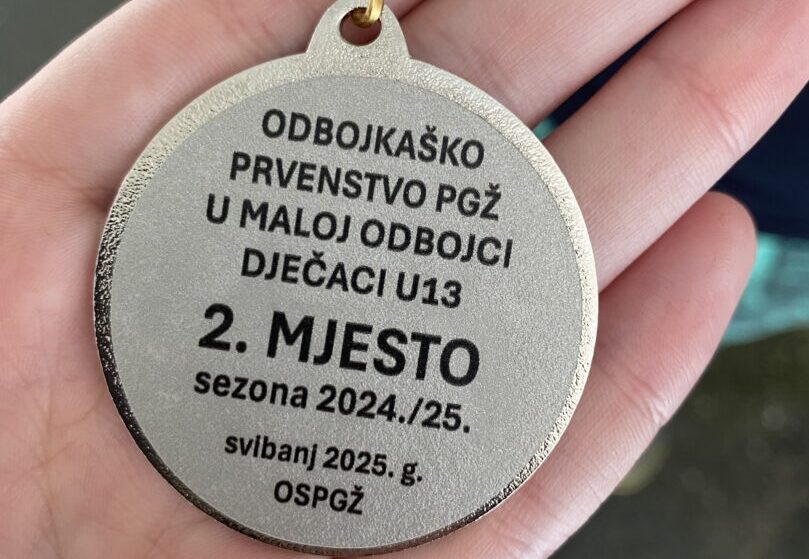 ODBOJKAŠKO
PRVENSTVO PGŽ
U MALOJ ODBOJCI
DJEČACI U13
2. MJESTO
sezona 2024./25.
svibanj 2025. g.
OSPGŽ